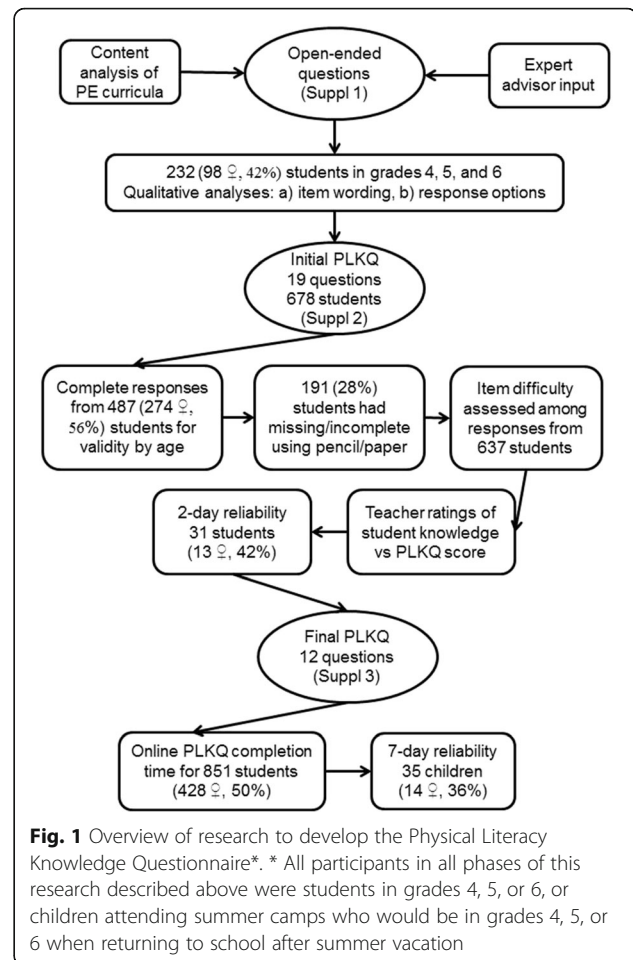 Content
analysis of
PE curricula
Open-ended
questions
(Suppl 1)
Expert
advisor input
232 (98 ♀, 42%) students in grades 4, 5, and 6
Qualitative analyses: a) item wording, b) response options
Initial PLKQ
19 questions
678 students
(Suppl 2)
Complete responses
from 487 (274 ♀,
56%) students for
validity by age
191 (28%)
students had
missing/incomplete
using pencil/paper
Item difficulty
assessed among
responses from
637 students
2-day reliability
31 students
(13 ♀, 42%)
Teacher ratings of
student knowledge
vs PLKQ score
Final PLKQ
12 questions
(Suppl 3)
Online PLKQ completion
time for 851 students
(428 ♀, 50%)
7-day reliability
35 children
(14 ♀, 36%)
Fig. 1 Overview of research to develop the Physical Literacy
Knowledge Questionnaire*. * All participants in all phases of this
research described above were students in grades 4, 5, or 6, or
children attending summer camps who would be in grades 4, 5, or
6 when returning to school after summer vacation